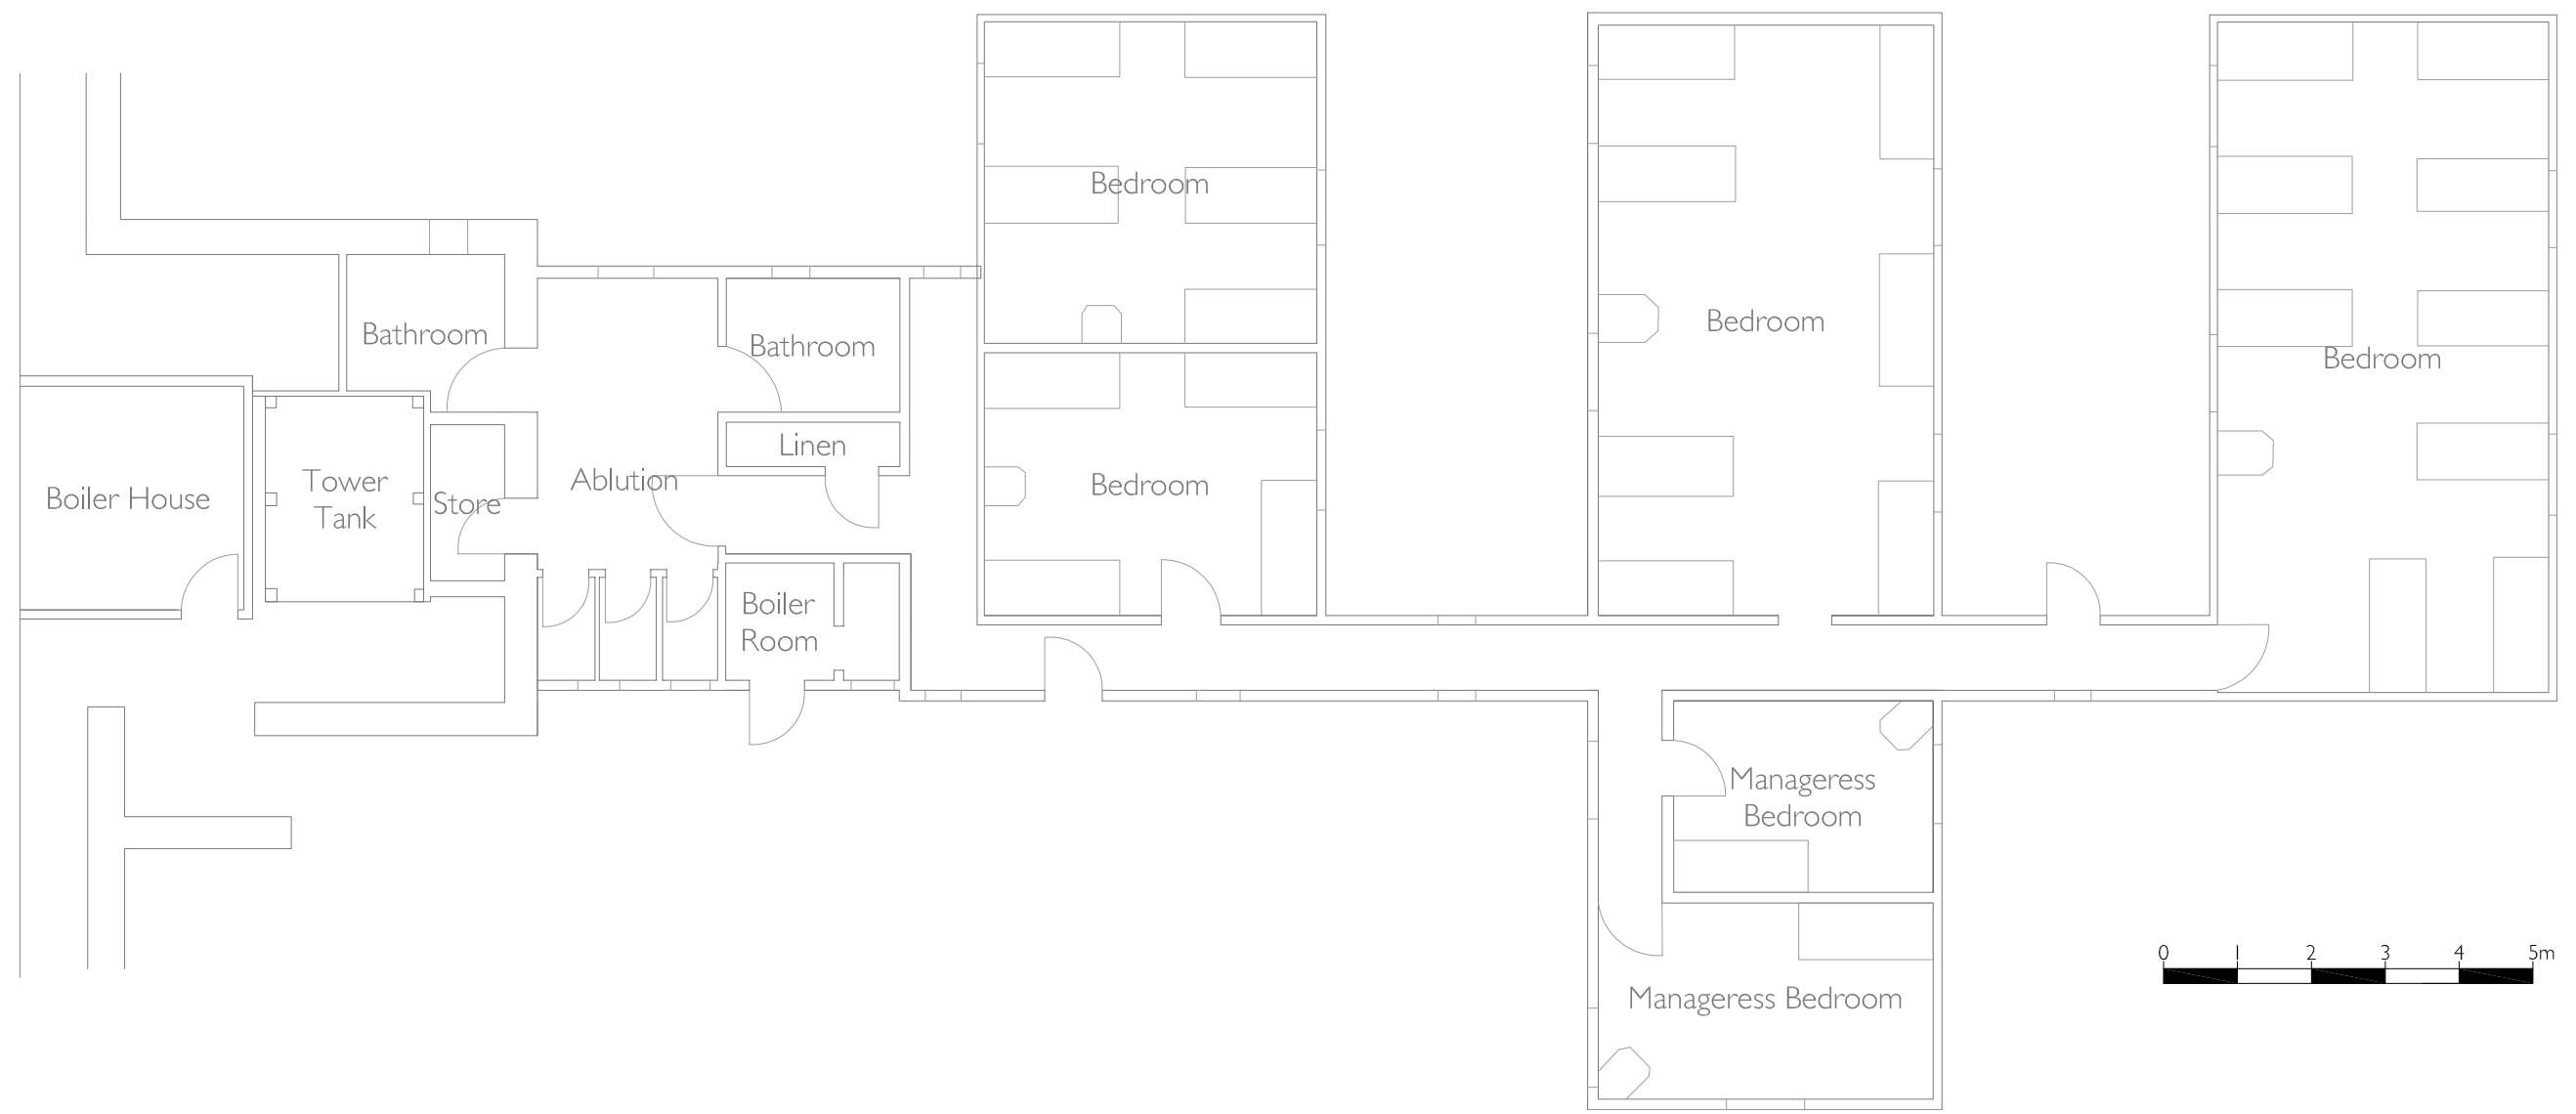 Bedroom
Bedroom
Bathroom
Bathroom
Bedroom
Linen
Boiler House
Tower
Tank
Store
Ablution
Bedroom
Bedroom
Boiler
Room
Manageress
Bedroom
Manageress Bedroom
0 1 2 3 4 5m